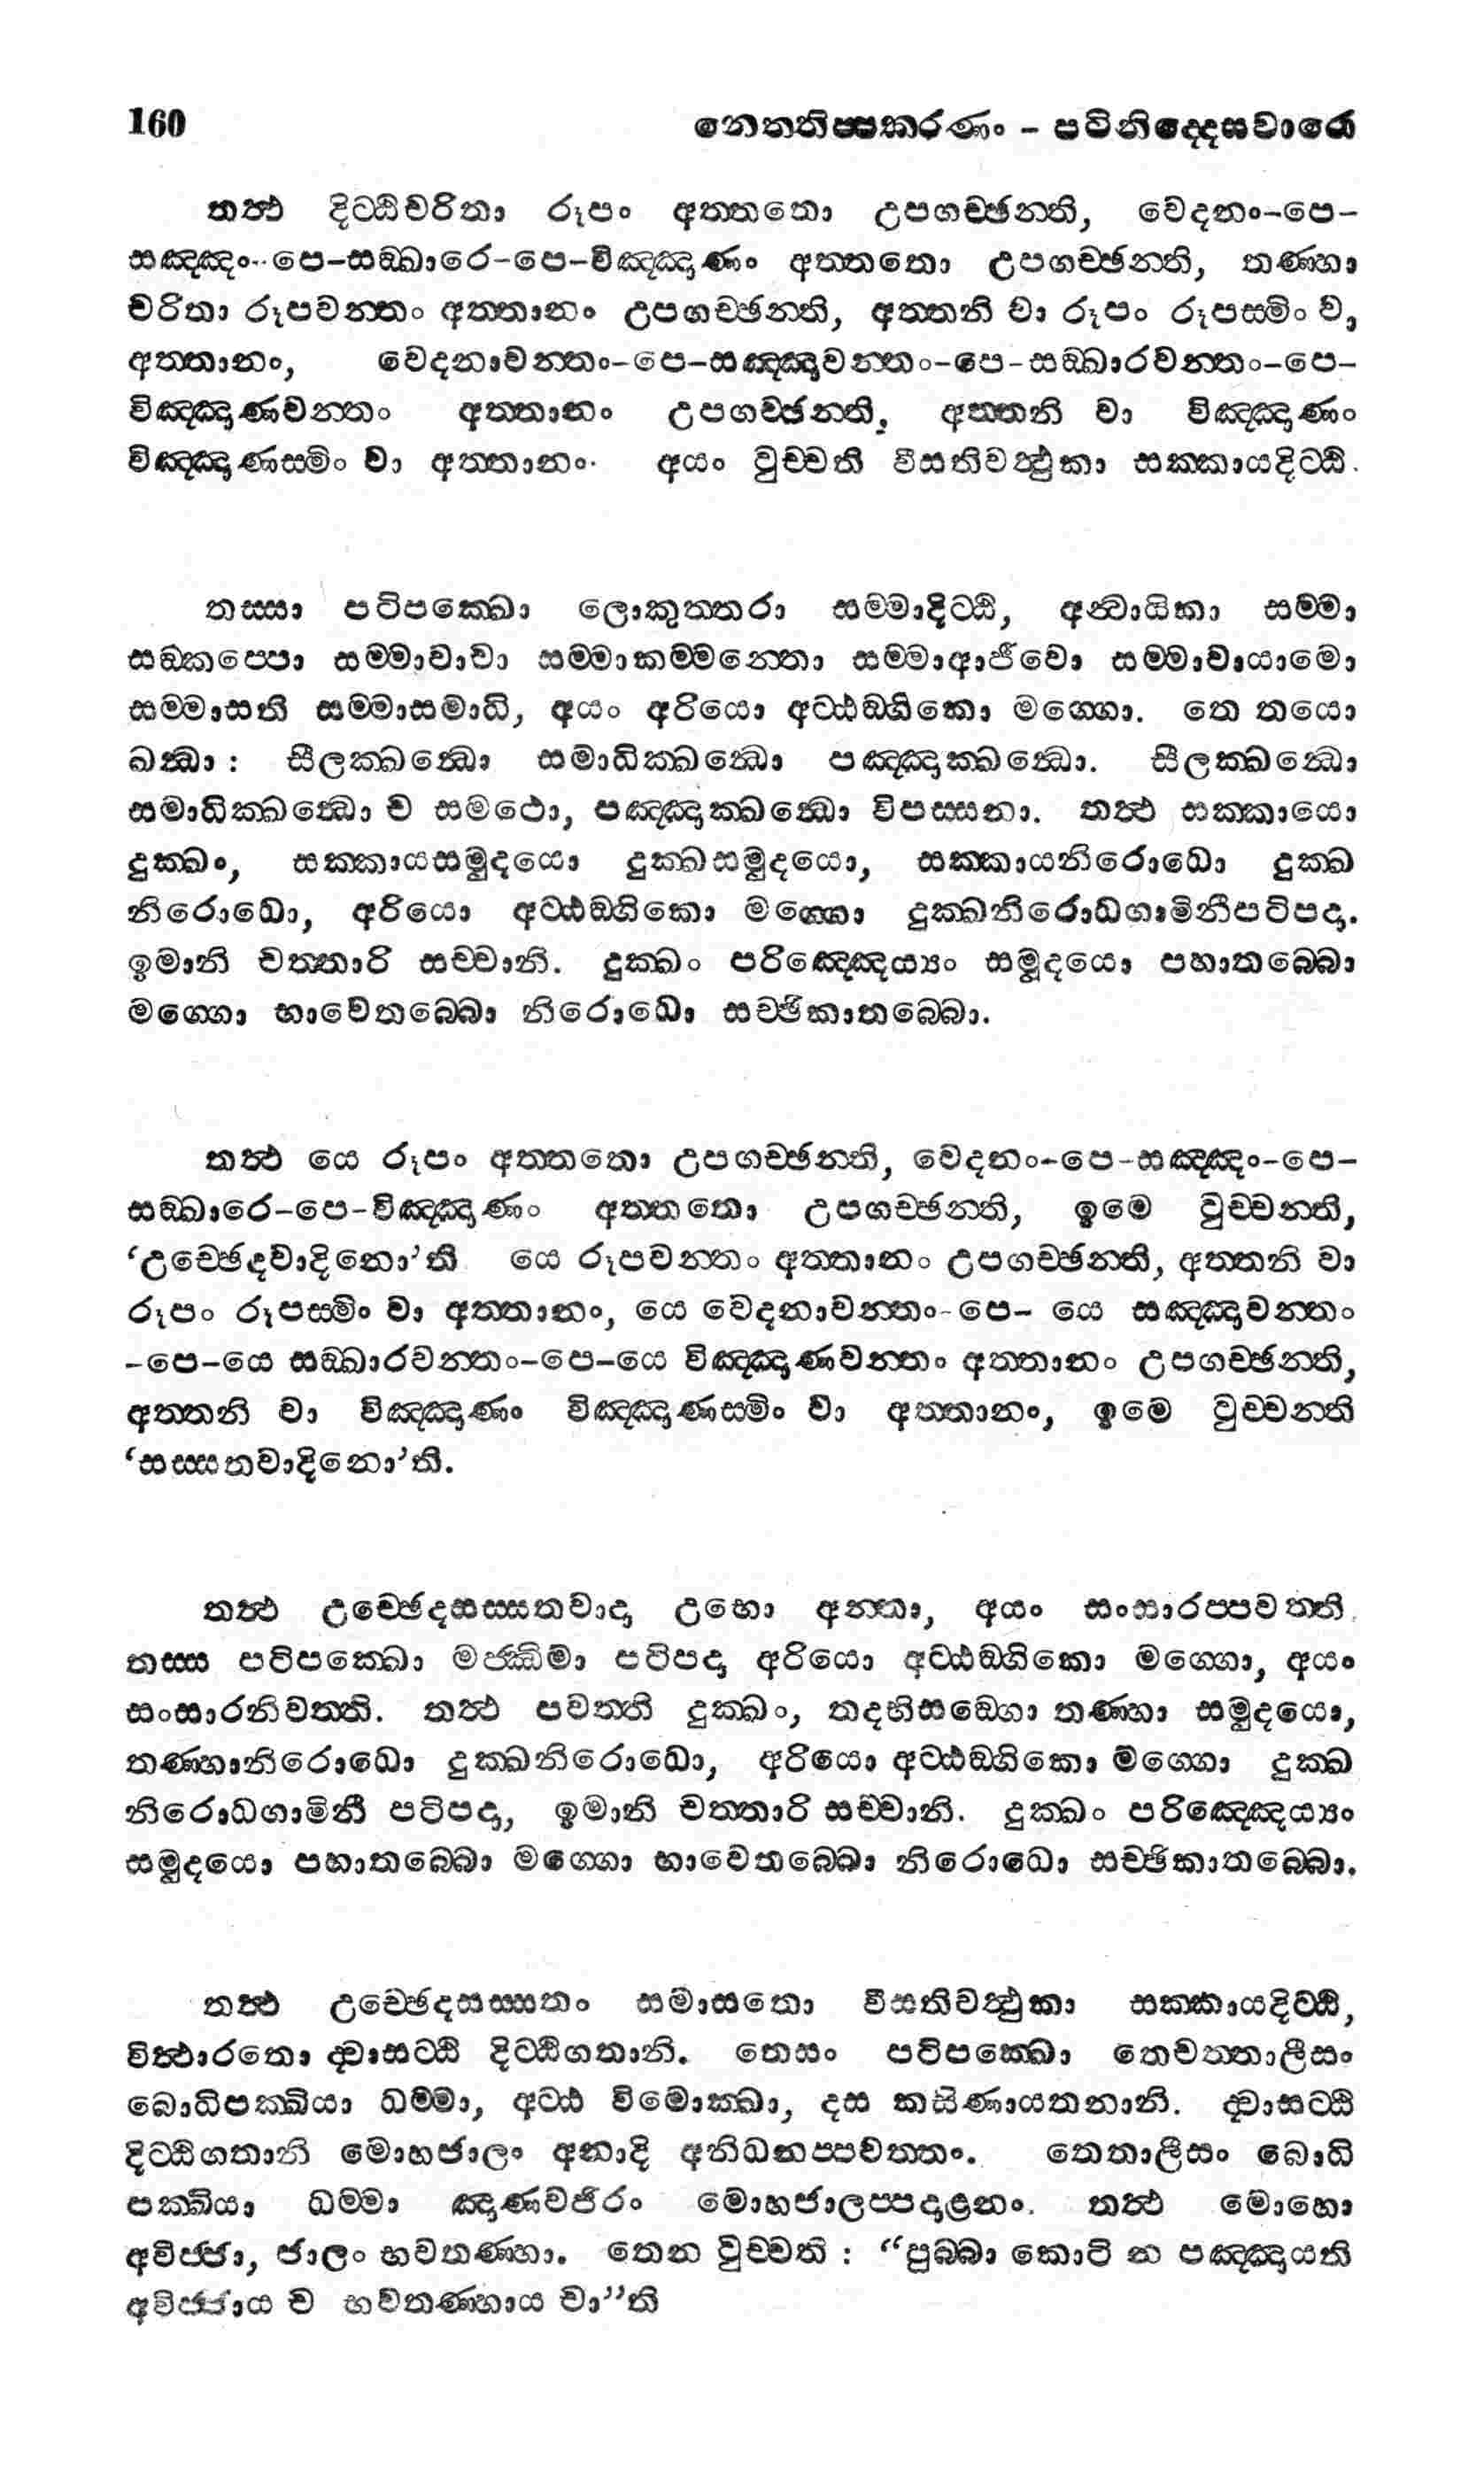 160 නෙත්තිප්පකරණං – පටිනිද්දෙසවාරො
තත්ථ දිට්ඨිචරිතා රූපං අත්තතො උපගච්ඡන්ති, වෙදනං–පෙ–
සඤ්ඤං–පෙ–සඞ්ඛාරෙ–පෙ–විඤ්ඤාණං අත්තතො උපගච්ඡන්ති, තණ්හා
චරිතා රූපවන්තං අත්තානං උපගච්ඡන්ති, අත්තනි වා රූපං රූපස්මිං වා
අත්තානං, වෙදනාවන්තං–පෙ–සඤ්ඤාවන්තං–පෙ–සඞ්ඛාරවන්තං–පෙ–
විඤ්ඤාණවන්තං අත්තානං උපගච්ඡන්ති, අත්තනි වා විඤ්ඤාණං
විඤ්ඤාණස්මිං වා අත්තානං. අයං වුච්චති වීසතිවත්ථුකා සක්කායදිට්ඨි.
තස්සා පටිපක්ඛො ලොකුත්තරා සම්මාදිට්ඨි, අන්වායිකා සම්මා
සඞ්කප්පො සම්මාවාචා සම්මාකම්මන්තො සම්මාආජීවො සම්මාවායාමො
සම්මාසති සම්මාසමාධි, අයං අරියො අට්ඨඞ්ගිකො මග්ගො. තෙ තයො
ඛන්ධා : සීලක්ඛන්ධො සමාධික්ඛන්ධො පඤ්ඤාක්ඛන්ධො. සීලක්ඛන්ධො
සමාධික්ඛන්ධො ච සමථො, පඤ්ඤාක්ඛන්ධො විපස්සනා. තත්ථ සක්කායො
දුක්ඛං, සක්කායසමුදයො දුක්ඛසමුදයො, සක්කායනිරොධො දුක්ඛ
නිරොධො, අරියො අට්ඨඞ්ගිකො මග්ගො දුක්ඛනිරොධගාමිනීපටිපදා.
ඉමානි චත්තාරි සච්චානි. දුක්ඛං පරිඤ්ඤෙය්‍යං සමුදයො පහාතබ්බො
මග්ගො භාවෙතබ්බො නිරොධො සච්ඡිකාතබ්බො.
තත්ථ යෙ රූපං අත්තතො උපගච්ඡන්ති, වෙදනං–පෙ–සඤ්ඤං–පෙ–
සඞ්ඛාරෙ–පෙ–විඤ්ඤාණං අත්තතො උපගච්ඡන්ති, ඉමෙ වුච්චන්ති,
‘උච්ඡෙදවාදිනො’ති යෙ රූපවන්තං අත්තානං උපගච්ඡන්ති, අත්තනි වා
රූපං රූපස්මිං වා අත්තානං, යෙ වෙදනාවන්තං–පෙ– යෙ සඤ්ඤාවන්තං
–පෙ–යෙ සඞ්ඛාරවන්තං–පෙ–යෙ විඤ්ඤාණවන්තං අත්තානං උපගච්ඡන්ති,
අත්තනි වා විඤ්ඤාණං විඤ්ඤාණස්මිං වා අත්තානං, ඉමෙ වුච්චන්ති
‘සස්සතවාදිනො’ති.
තත්ථ උච්ඡෙදසස්සතවාදා උභො අන්තා, අයං සංසාරප්පවත්ති.
තස්ස පටිපක්ඛො මජ්ඣිමා පටිපදා අරියො අට්ඨඞ්ගිකො මග්ගො, අයං
සංසාරනිවත්ති. තත්ථ පවත්ති දුක්ඛං, තදභිසඞ්ගො තණ්හා සමුදයො,
තණ්හානිරොධො දුක්ඛනිරොධො, අරියො අට්ඨඞ්ගිකො මග්ගො දුක්ඛ
නිරොධගාමිනී පටිපදා, ඉමානි චත්තාරි සච්චානි. දුක්ඛං පරිඤ්ඤෙය්‍යං
සමුදයො පහාතබ්බො මග්ගො භාවෙතබ්බො නිරොධො සච්ඡිකාතබ්බො.
තත්ථ උච්ඡෙදසස්සතං සමාසතො වීසතිවත්ථුකා සක්කායදිට්ඨි,
විත්ථාරතො ද්වාසට්ඨි දිට්ඨිගතානි. තෙසං පටිපක්ඛො තෙචත්තාලීසං
බොධිපක්ඛියා ධම්මා, අට්ඨ විමොක්ඛා, දස කසිණායතනානි. ද්වාසට්ඨි
දිට්ඨිගතානි මොහජාලං අනාදි අනිධනප්පවත්තං. තෙතාලීසං බොධි
පක්ඛියා ධම්මා ඤාණවජිරං මොහජාලප්පදාළනං. තත්ථ මොහො
අවිජ්ජා, ජාලං භවතණ්හා. තෙන වුච්චති : “පුබ්බා කොටි න පඤ්ඤායති
අවිජ්ජාය ච භවතණ්හාය චා”ති